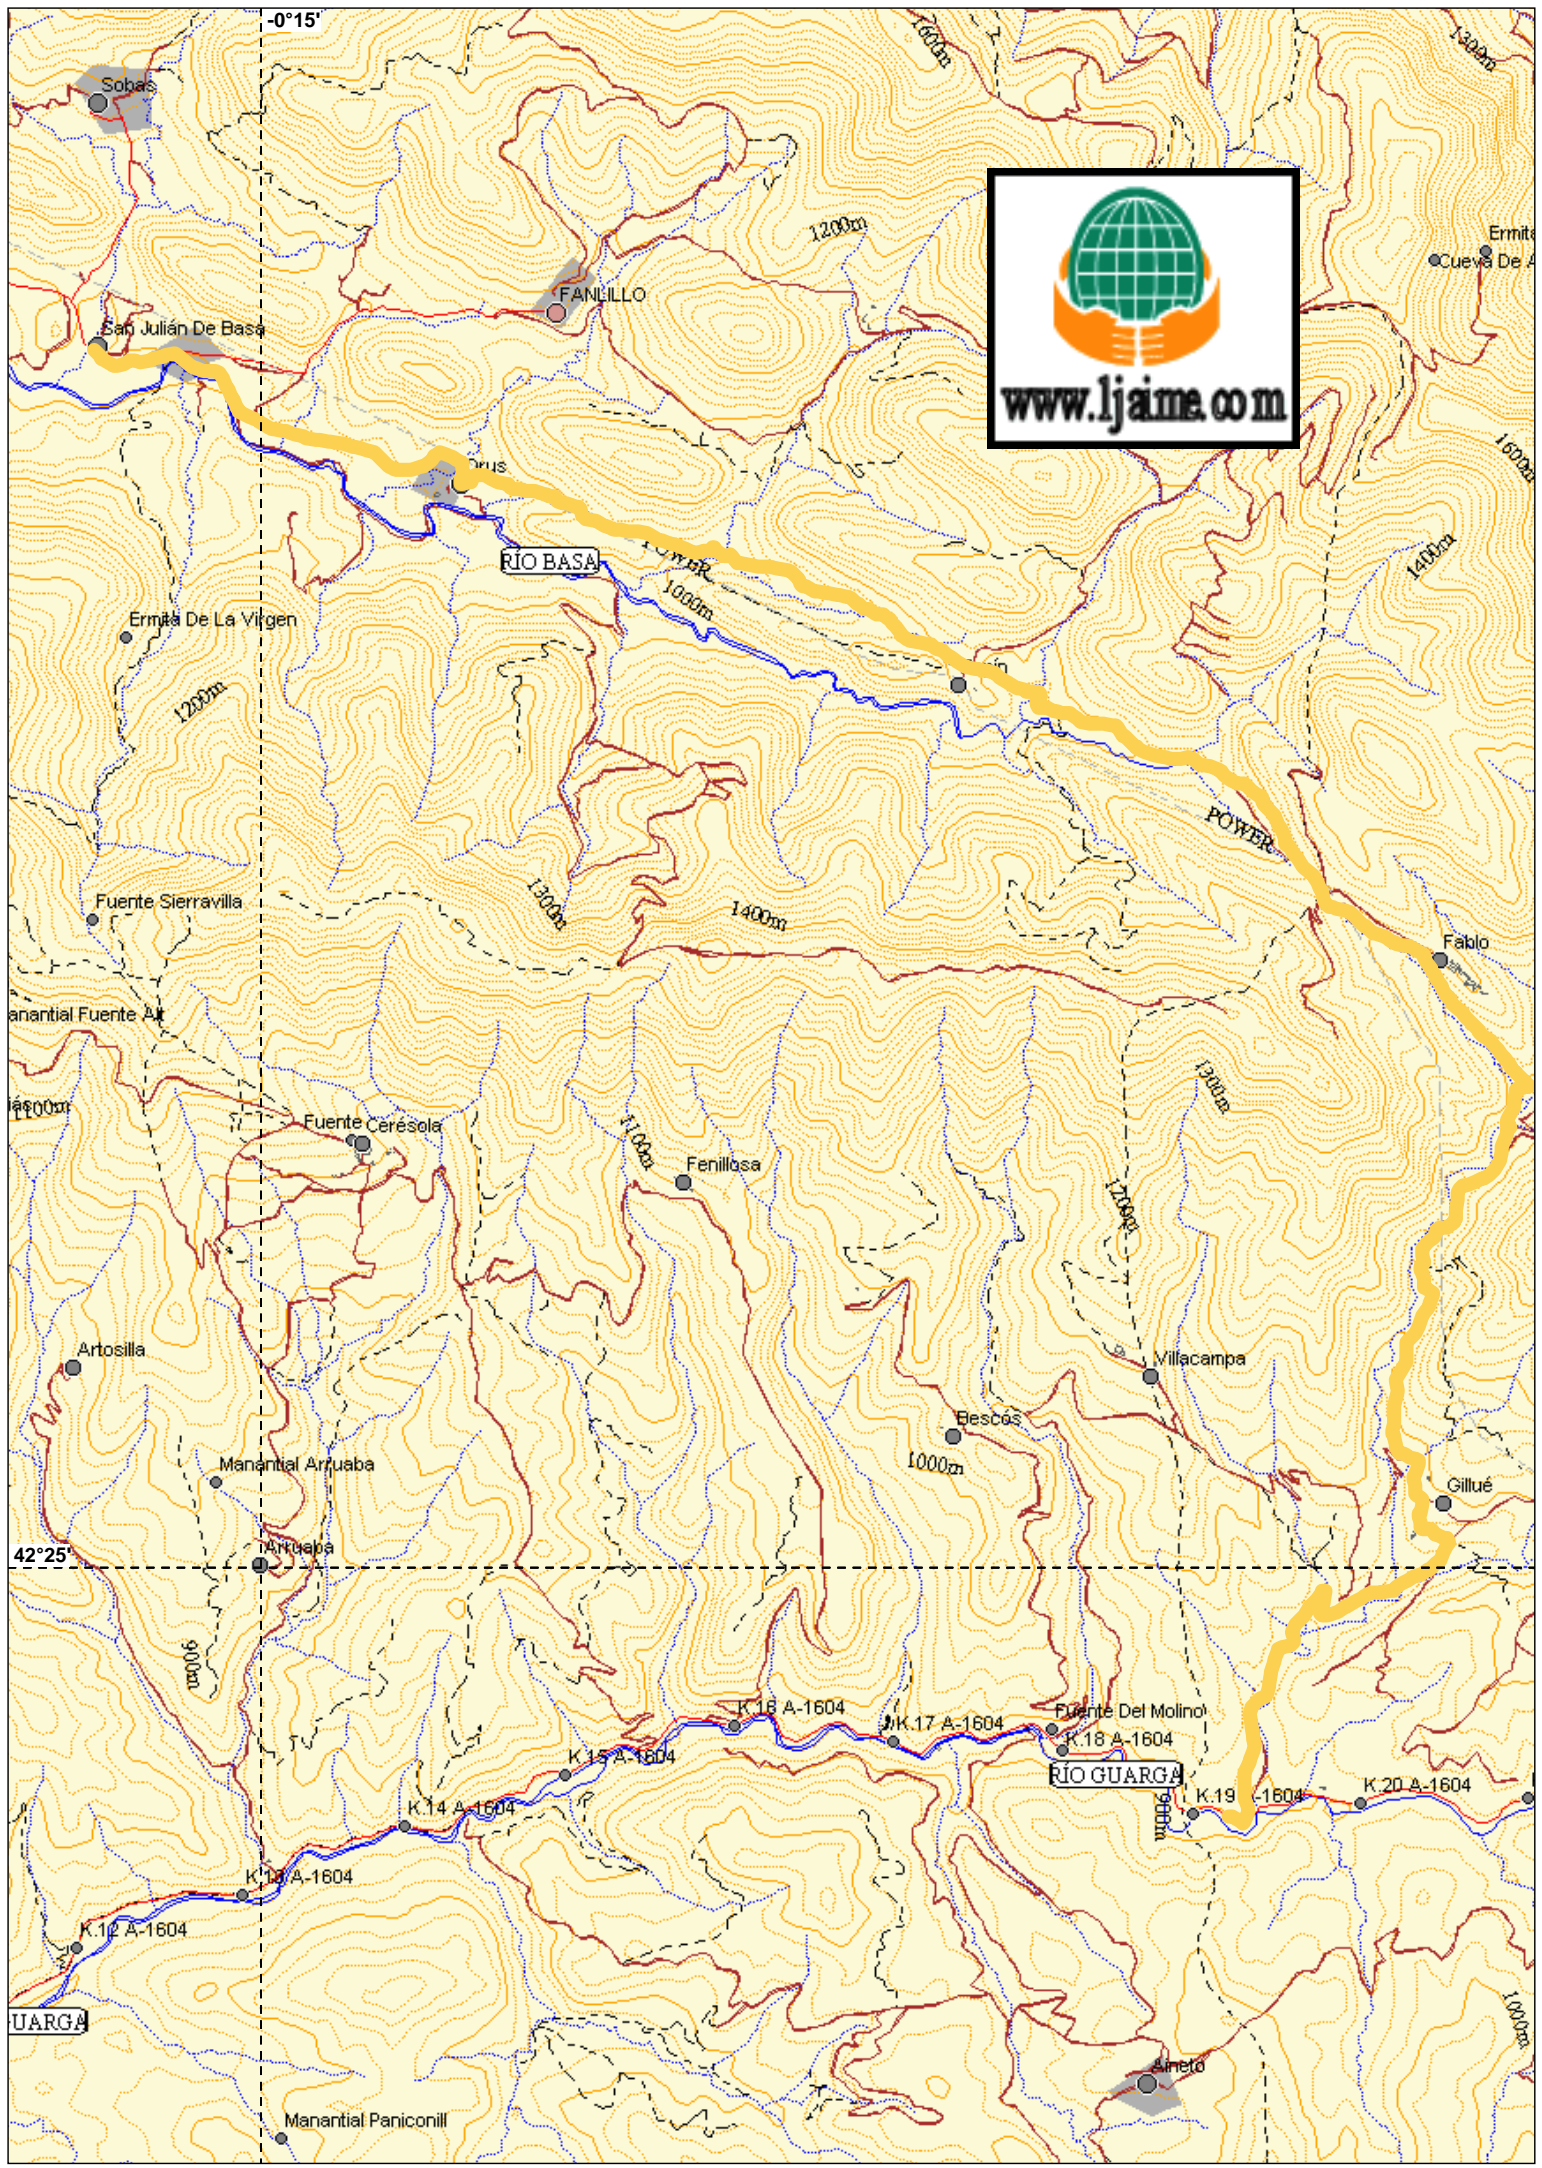 -0°15'
1600m
1300m
Sobas
1200m
Ermita
Cueva De A
FANLILLO
San Julián De Basa
www.ljaime.com
1600m
Orus
RÍO BASA
POWER
1400m
1000m
Ermita De La Virgen
1200m
POWER
Fuente Sierravilla
1300m
1400m
Fablo
anantial Fuente Alt
1300m
1100m
Fuente
Cerésola
1100m
Fenillosa
1200m
Artosilla
Villacampa
Bescós
1000m
Manantial Arruaba
Gillué
42°25'
Arruaba
900m
K.16 A-1604
K.17 A-1604
Fuente Del Molino
K.18 A-1604
K.15 A-1604
RÍO GUARGA
K.14 A-1604
900m
K.19 A-1604
K.20 A-1604
K.13 A-1604
K.12 A-1604
GUARGA
1000m
Aineto
Manantial Paniconill